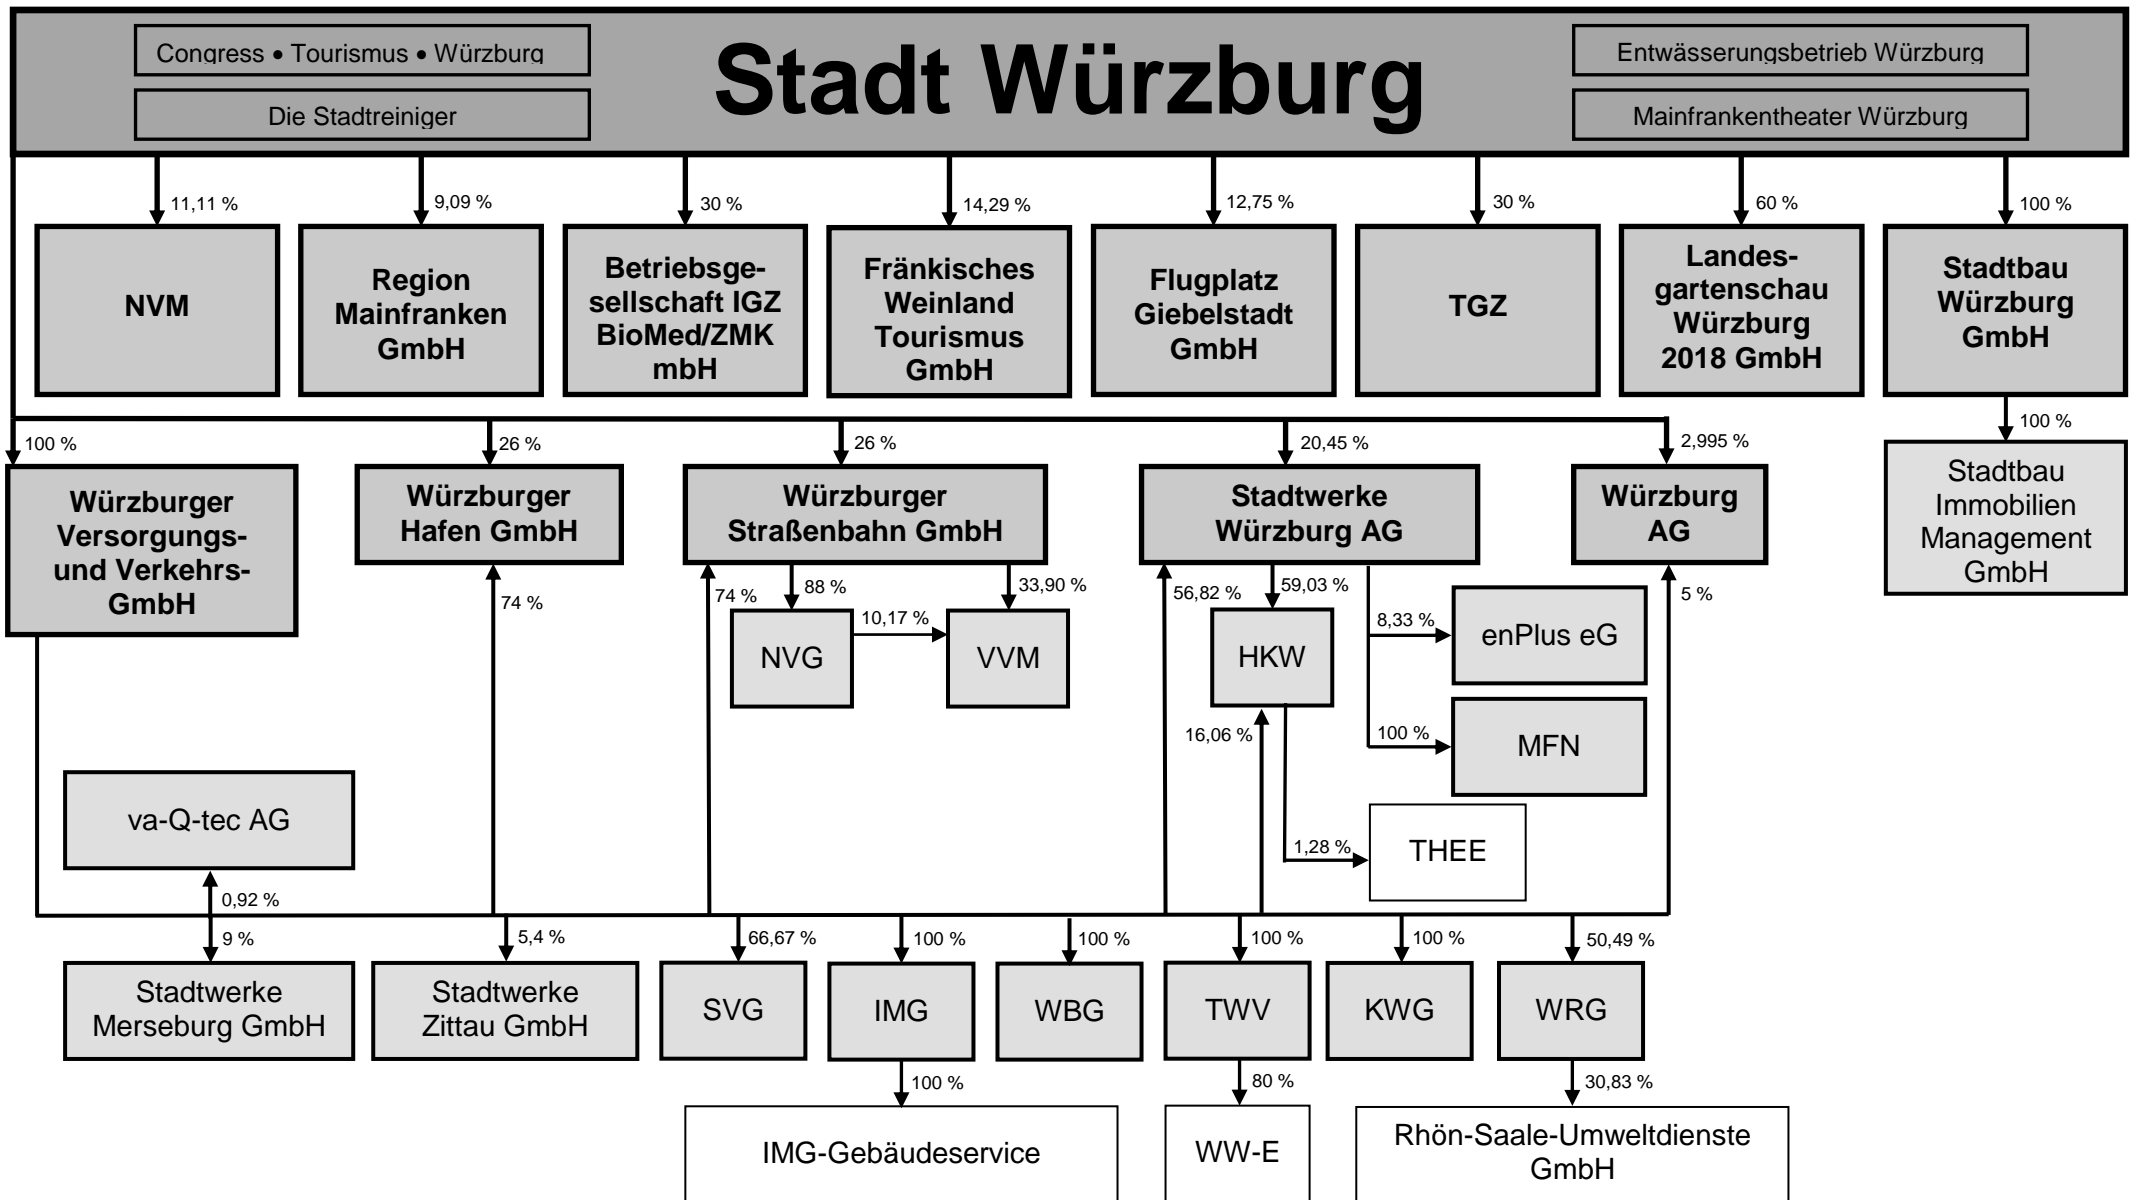 Congress • Tourismus • Würzburg
Die Stadtreiniger
Stadt Würzburg
Entwässerungsbetrieb Würzburg
Mainfrankentheater Würzburg
11,11 %
9,09 %
30 %
14,29 %
12,75 %
30 %
60 %
100 %
NVM
Region
Mainfranken
GmbH
Betriebsge-
sellschaft IGZ
BioMed/ZMK
mbH
Fränkisches
Weinland
Tourismus
GmbH
Flugplatz
Giebelstadt
GmbH
TGZ
Landes-
gartenschau
Würzburg
2018 GmbH
Stadtbau
Würzburg
GmbH
100 %
26 %
26 %
20,45 %
2,995 %
100 %
Würzburger
Versorgungs-
und Verkehrs-
GmbH
Würzburger
Hafen GmbH
Würzburger
Straßenbahn GmbH
Stadtwerke
Würzburg AG
Würzburg
AG
Stadtbau
Immobilien
Management
GmbH
74 %
74 %
88 %
33,90 %
56,82 %
59,03 %
5 %
10,17 %
8,33 %
NVG
VVM
HKW
enPlus eG
16,06 %
100 %
MFN
va-Q-tec AG
1,28 %
THEE
0,92 %
9 %
5,4 %
66,67 %
100 %
100 %
100 %
100 %
50,49 %
Stadtwerke
Merseburg GmbH
Stadtwerke
Zittau GmbH
SVG
IMG
WBG
TWV
KWG
WRG
100 %
80 %
30,83 %
IMG-Gebäudeservice
WW-E
Rhön-Saale-Umweltdienste
GmbH